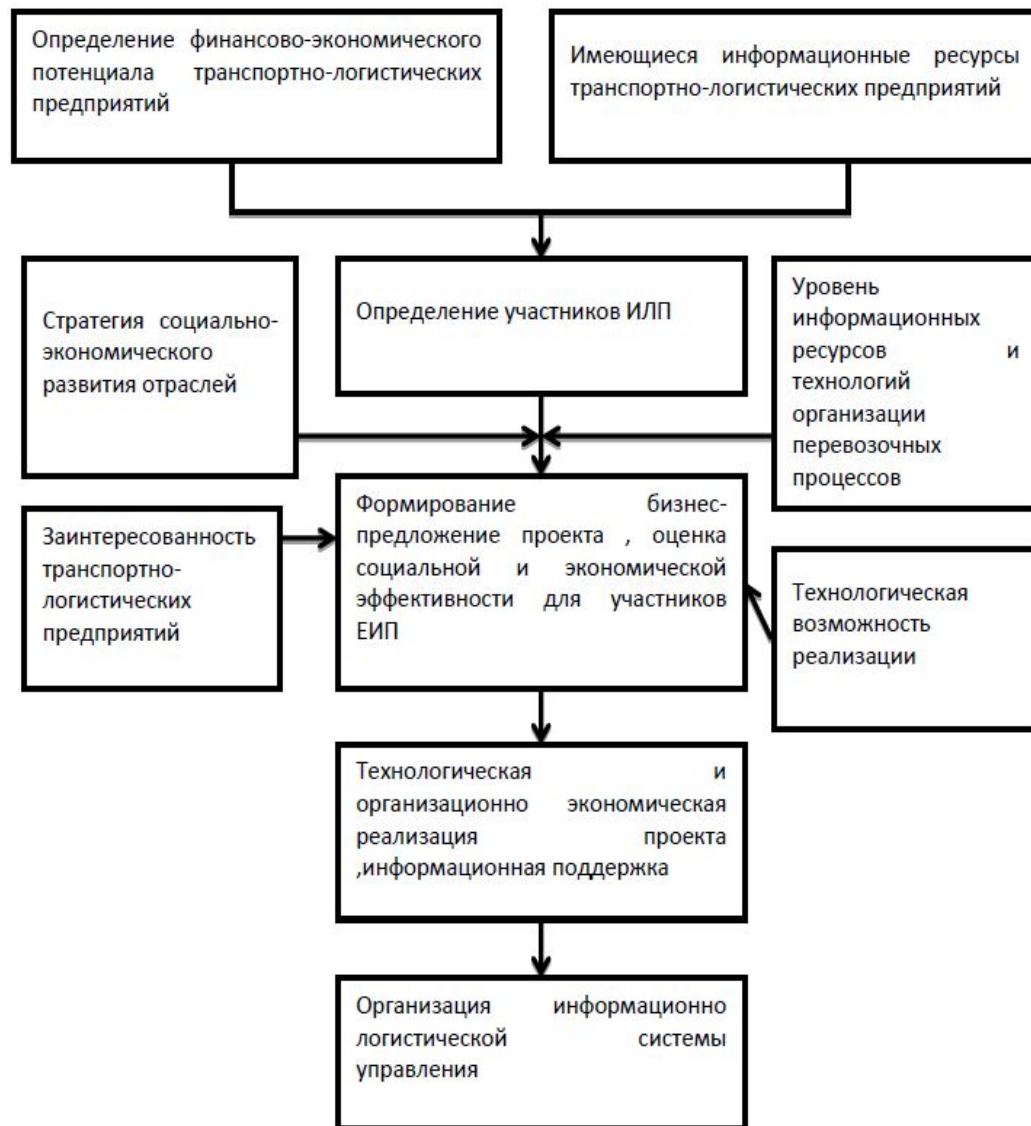 Определение финансово-экономического
потенциала транспортно-логистических
предприятий
Имеющиеся информационные ресурсы
транспортно-логистических предприятий
Стратегия социально-
экономического
развития отраслей
Определение участников ИЛП
Уровень
информационных
ресурсов и
технологий
организации
перевозочных
процессов
Заинтересованность
транспортно-
логистических
предприятий
Формирование бизнес-
предложение проекта , оценка
социальной и экономической
эффективности для участников
ЕИП
Технологическая
возможность
реализации
Технологическая и
организационно экономическая
реализация проекта
,информационная поддержка
Организация информационно
логистической системы
управления